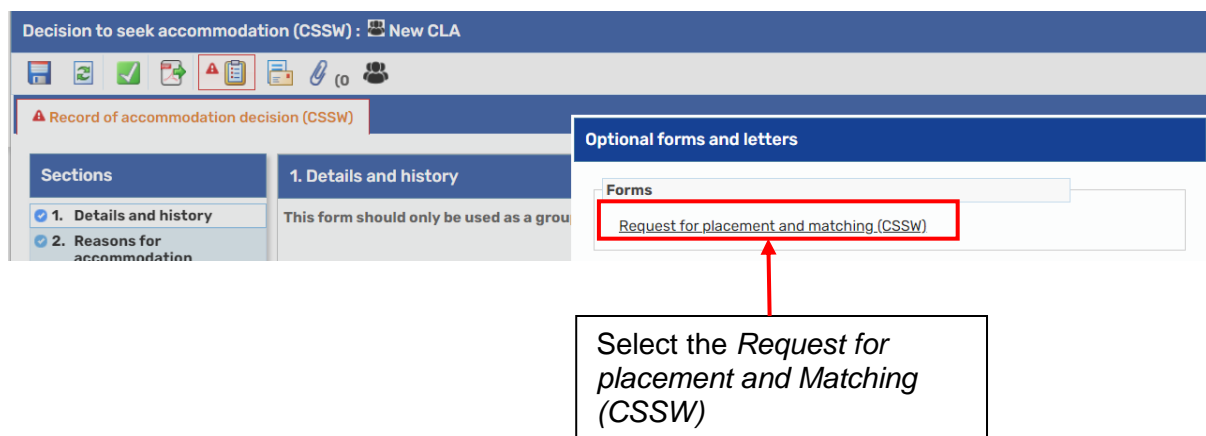 Decision to seek accommodation (CSSW) : New CLA
(0
Record of accommodation decision (CSSW)
Optional forms and letters
Sections
1. Details and history
Forms
1. Details and history
This form should only be used as a grou
Request for placement and matching (CSSW)
2. Reasons for
accommodation
Select the Request for
placement and Matching
(CSSW)